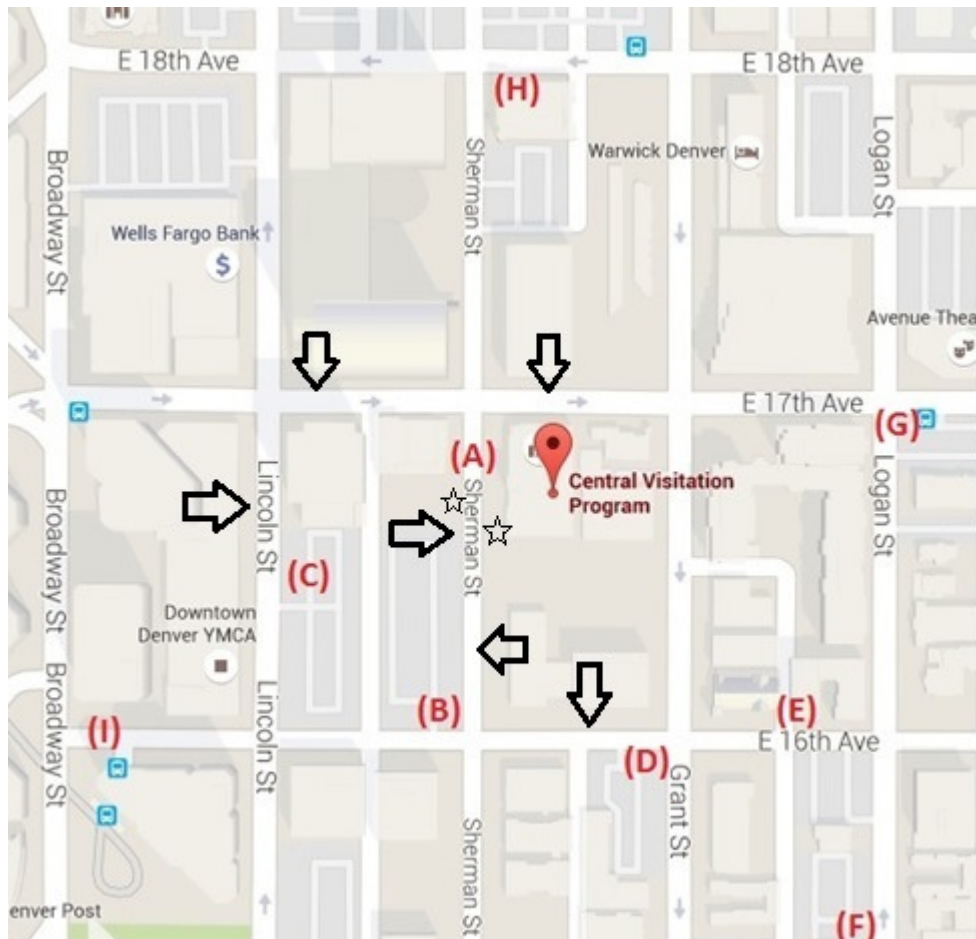 E 18th Ave
E 18th Ave
(H)
Broadway St
Sherman St
Warwick Denver
Logan St
Wells Fargo Bank
$
Avenue Thea
E 17th Ave
(G)
(A)
Central Visitation
Program
Lincoln St
Broadway St
Sherman St
Logan St
(C)
Downtown
Denver YMCA
Broadway St
Lincoln St
(B)
(E)
(I)
E 16th Ave
(D)
Grant St
Sherman St
enver Post
(F)